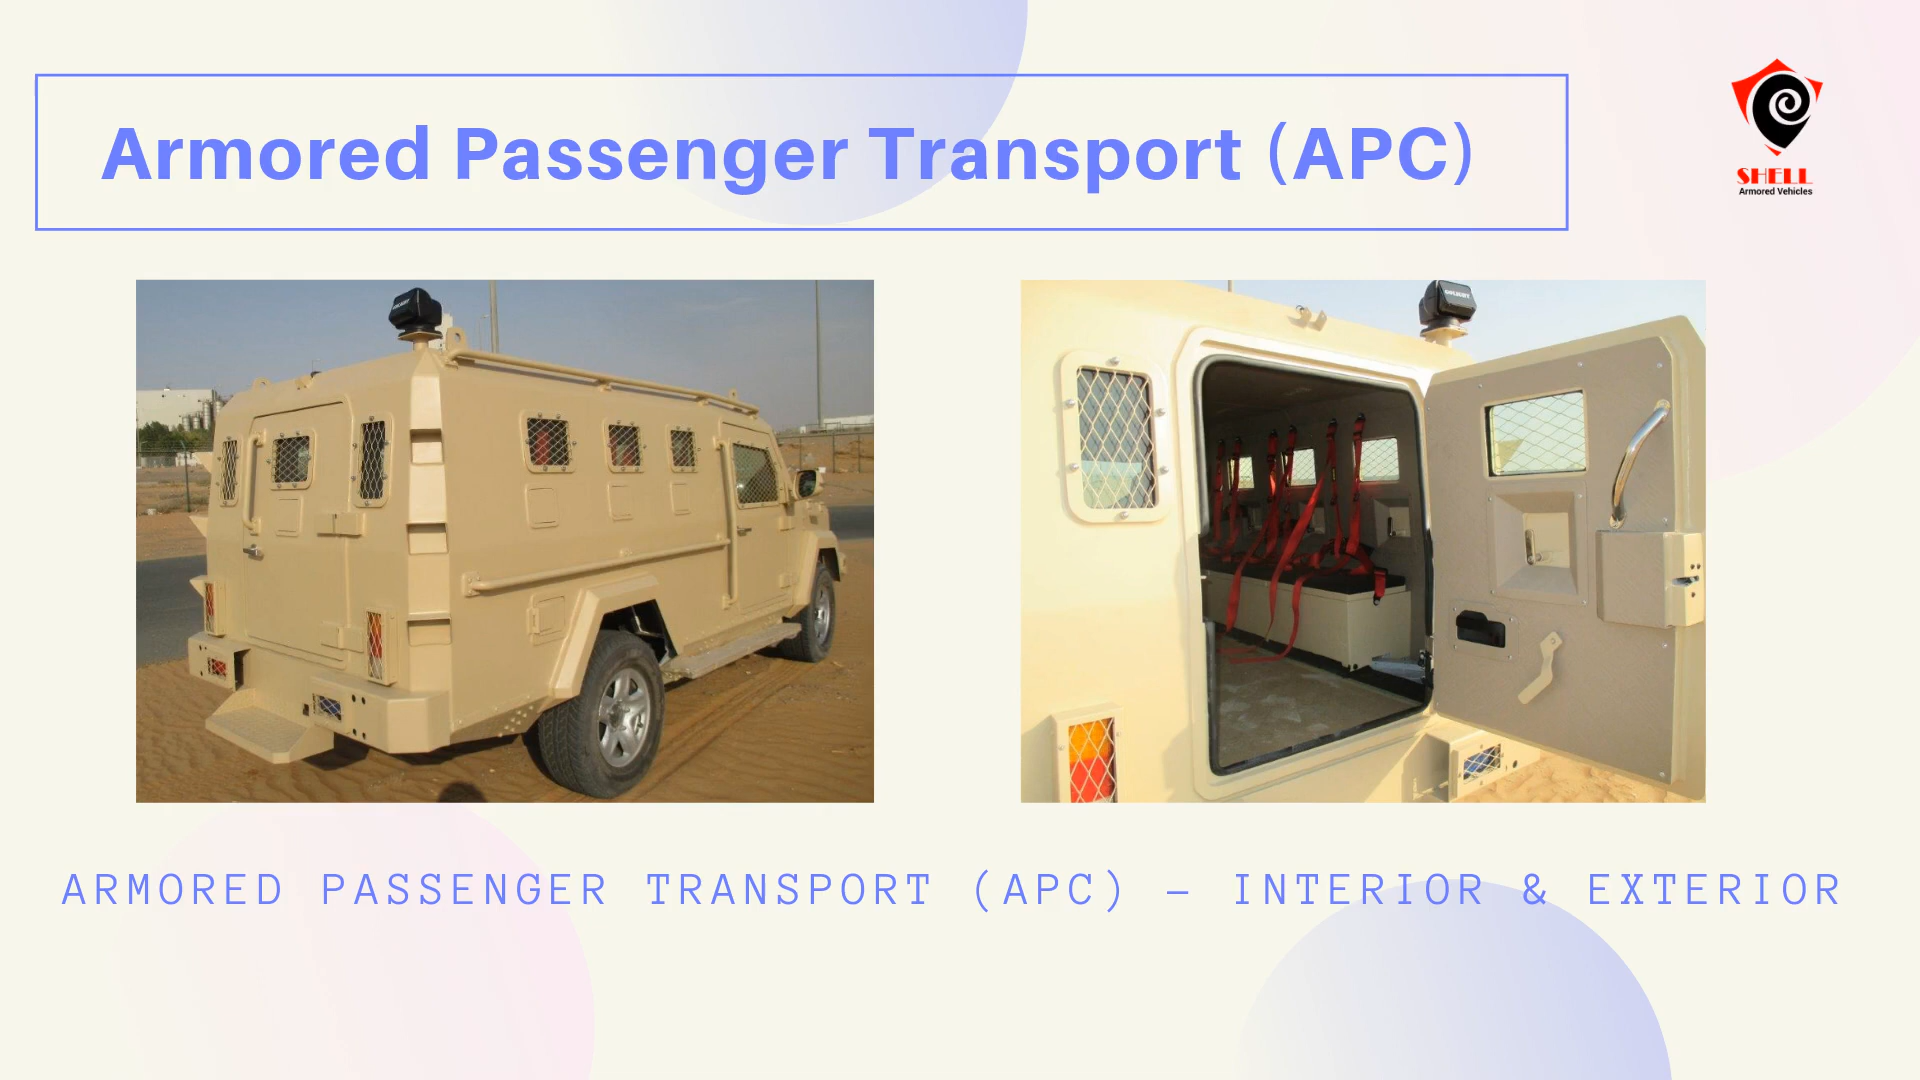 Armored Passenger Transport (APC)
SHELL
Armored Vehicles
ARMORED PASSENGER TRANSPORT (APC) – INTERIOR & EXTERIOR